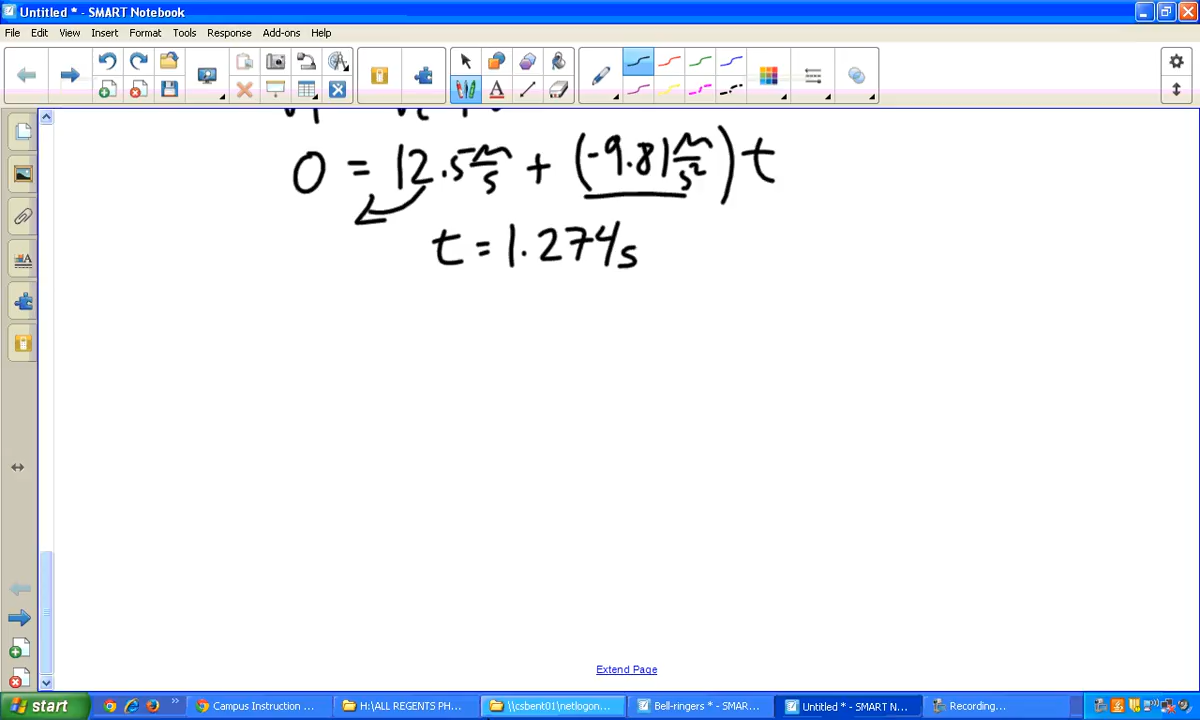 Untitled * - SMART Notebook
File Edit View Insert Format Tools Response Add-ons Help
0 = 12.5 m/s + (-9.81 m/s²) t
t = 1.274s
Extend Page
start
Campus Instruction ...
H:\ALL REGENTS PH...
\\csbent01\netlogon...
Bell-ringers * - SMAR...
Untitled * - SMART N...
Recording...